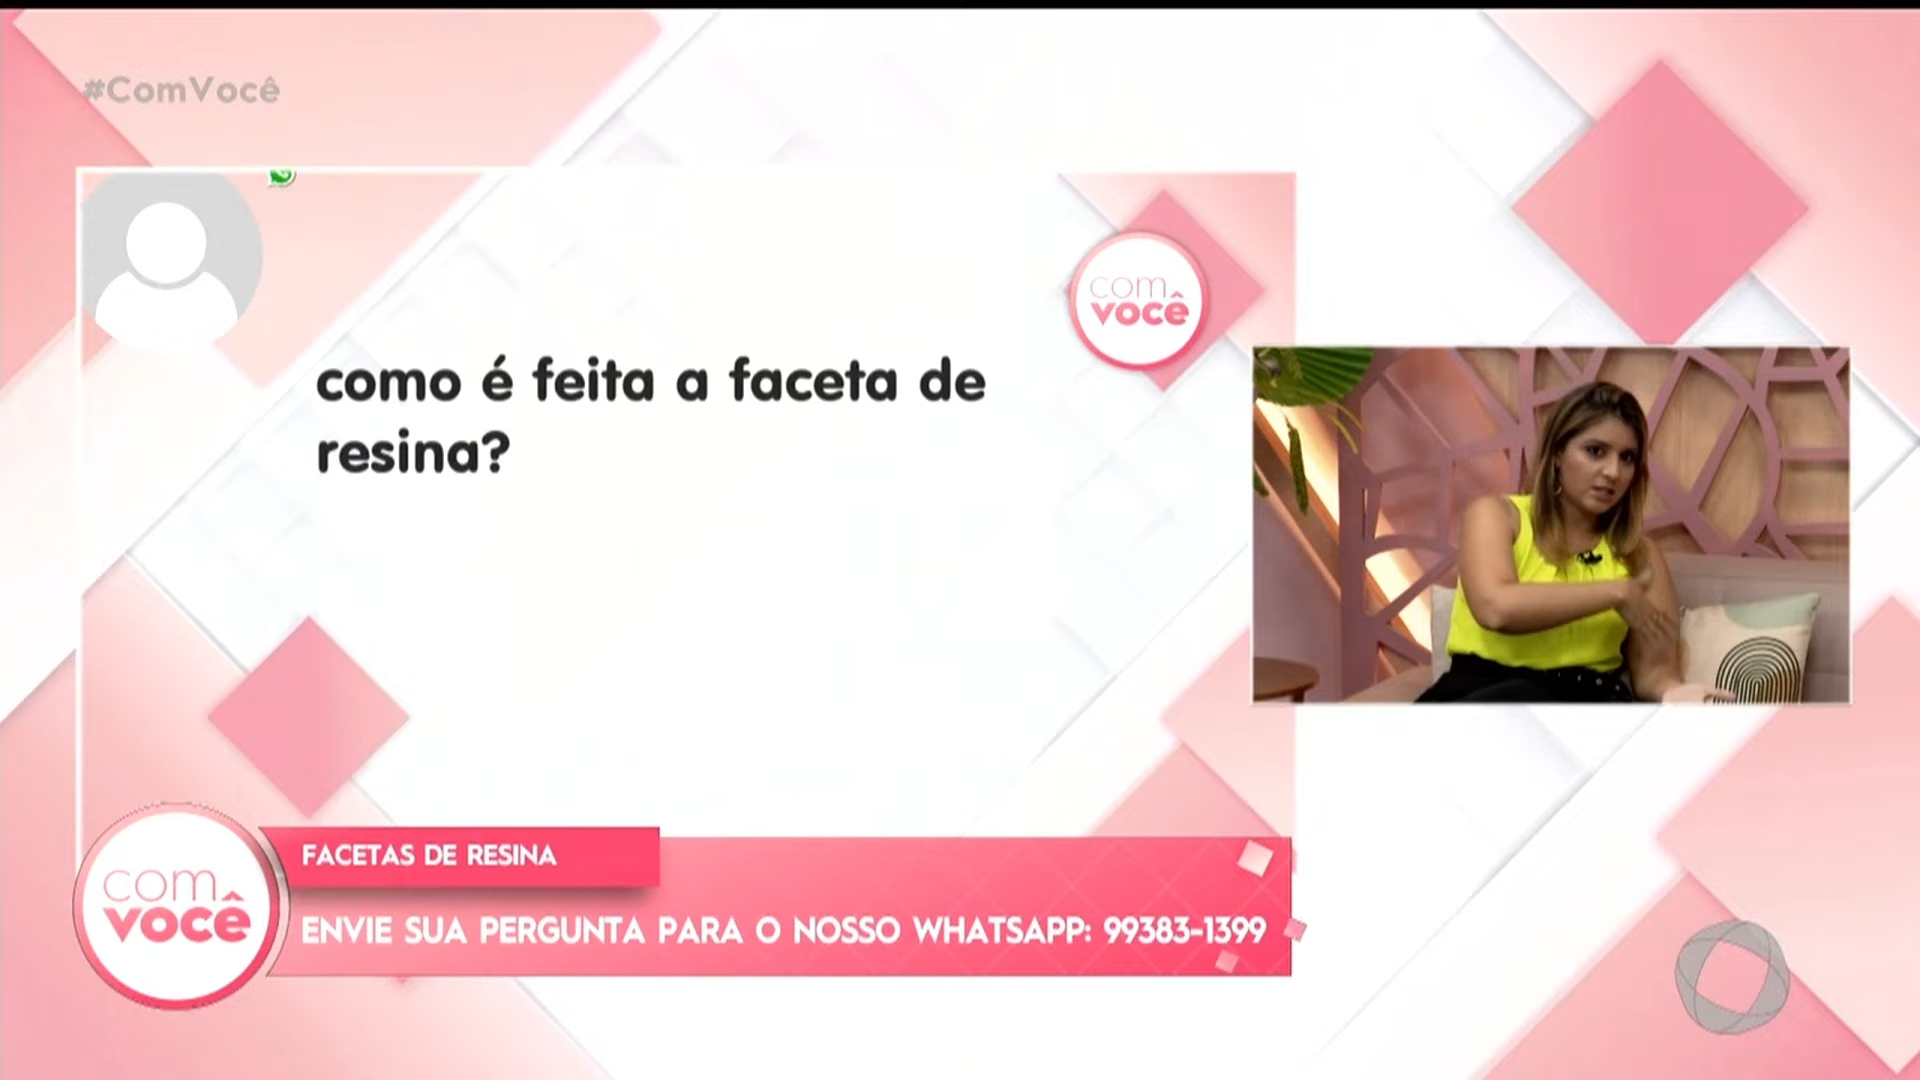 #ComVocê
com
você
como é feita a faceta de
resina?
FACETAS DE RESINA
com
você
ENVIE SUA PERGUNTA PARA O NOSSO WHATSAPP: 99383-1399